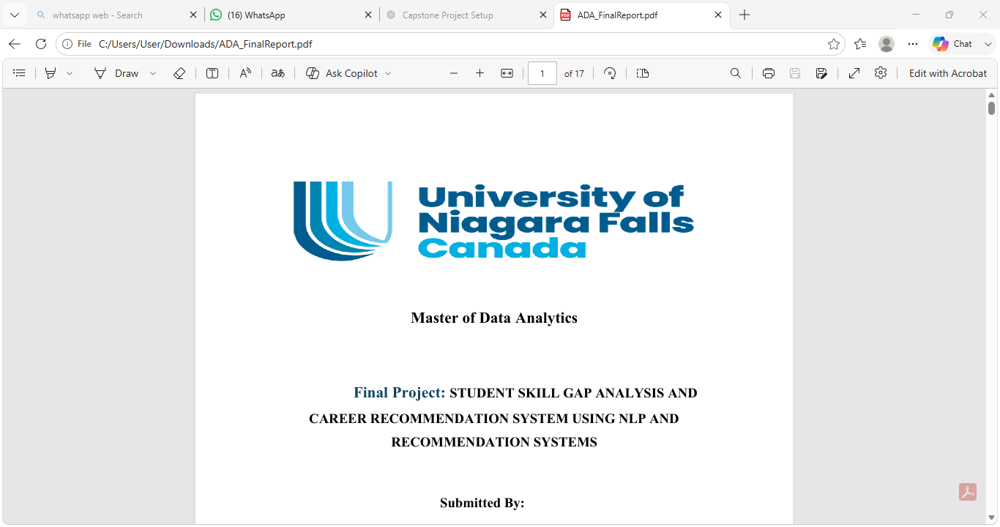 whatsapp web - Search
(16) WhatsApp
Capstone Project Setup
ADA_FinalReport.pdf
File C:/Users/User/Downloads/ADA_FinalReport.pdf
Chat
Draw
Ask Copilot
1 of 17
Edit with Acrobat
University of
Niagara Falls
Canada
Master of Data Analytics
Final Project: STUDENT SKILL GAP ANALYSIS AND
CAREER RECOMMENDATION SYSTEM USING NLP AND
RECOMMENDATION SYSTEMS
Submitted By: